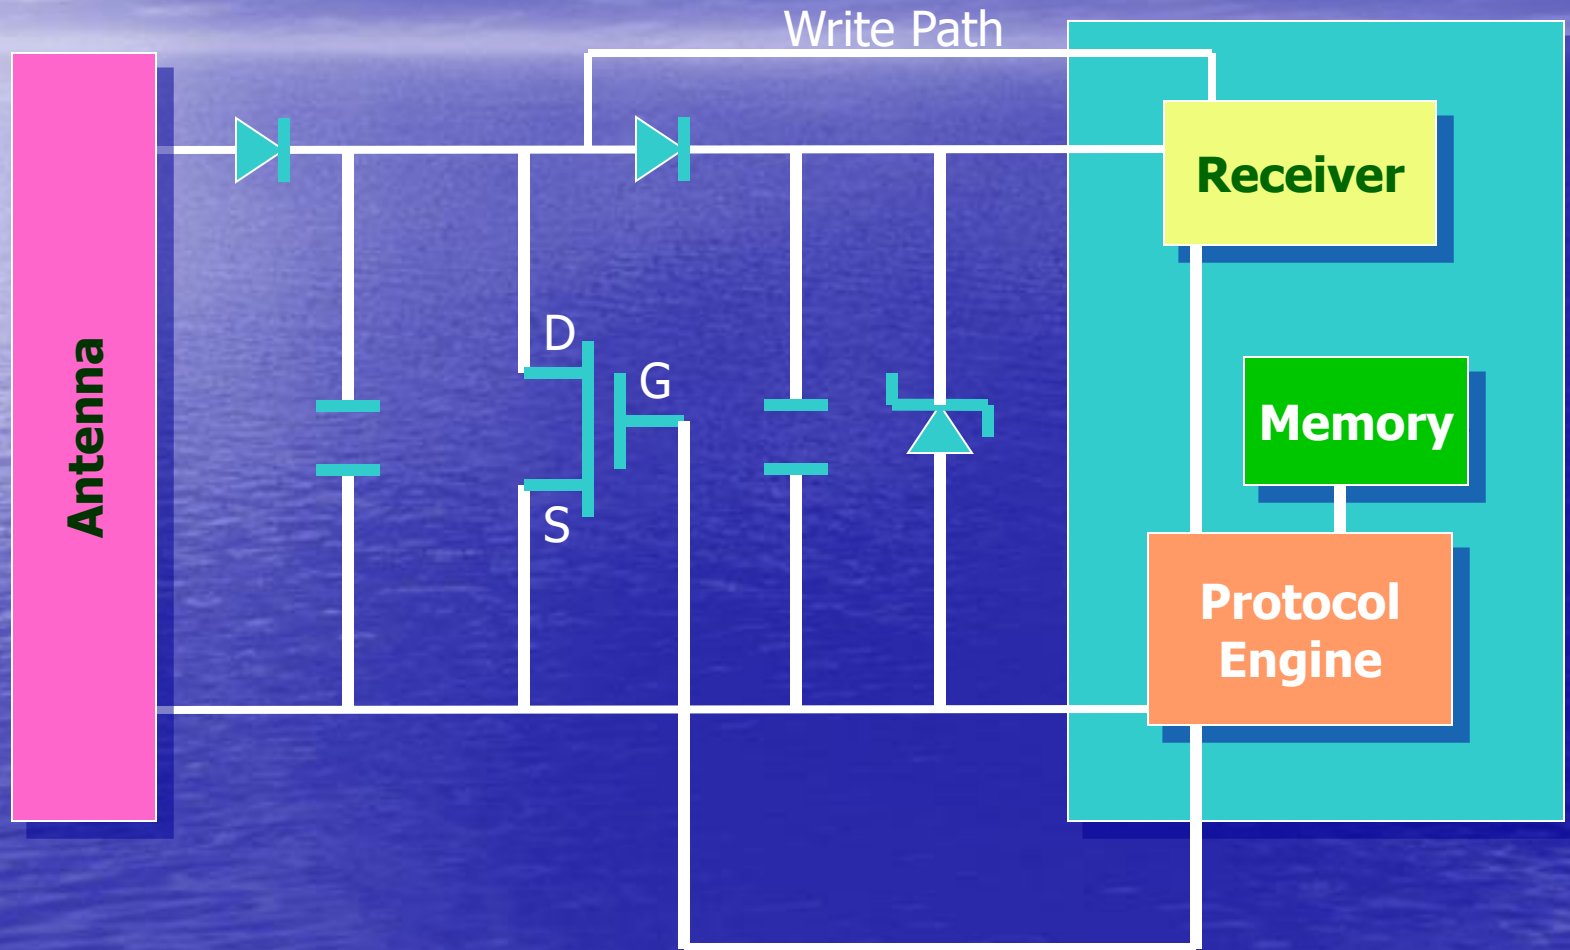 Write Path
Receiver
D
G
Antenna
Memory
S
Protocol
Engine